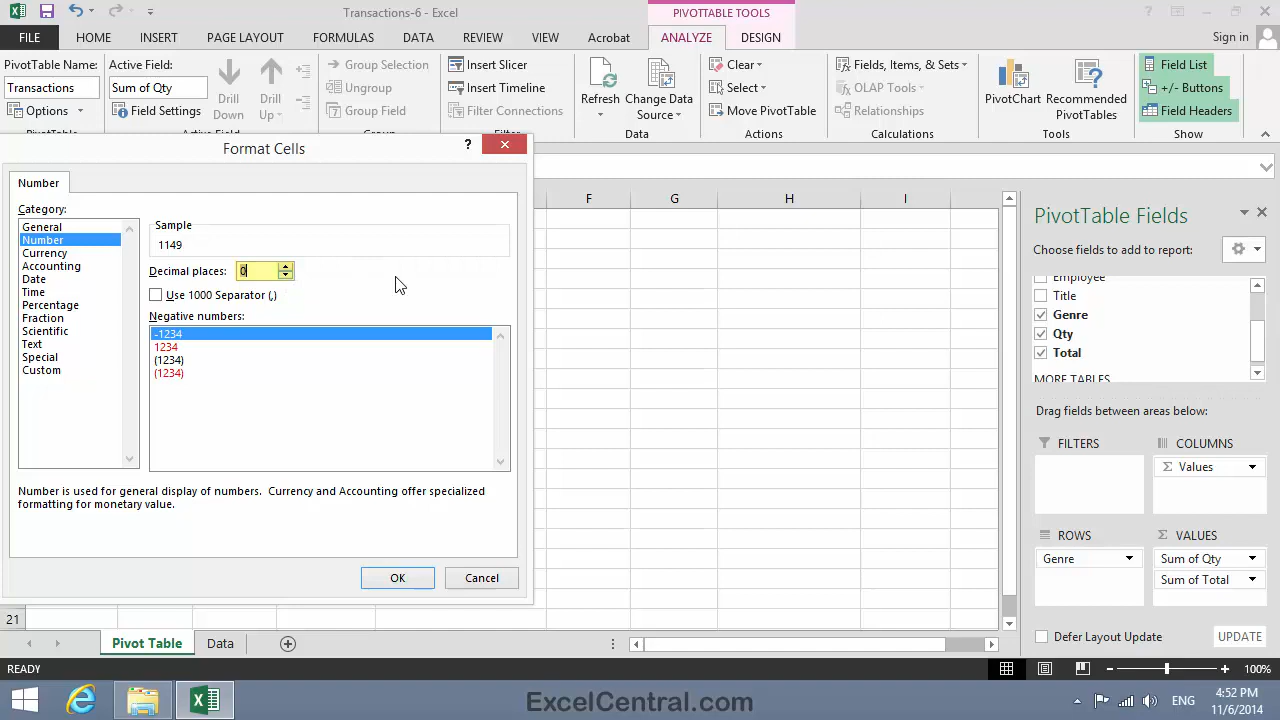 Transactions-6 - Excel
PIVOTTABLE TOOLS
?
FILE
HOME
INSERT
PAGE LAYOUT
FORMULAS
DATA
REVIEW
VIEW
Acrobat
ANALYZE
DESIGN
Sign in
PivotTable Name:
Transactions
Options
Active Field:
Sum of Qty
Field Settings
Drill
Down
Drill
Up
Group Selection
Ungroup
Group Field
Insert Slicer
Insert Timeline
Filter Connections
Refresh
Change Data
Source
Clear
Select
Move PivotTable
Fields, Items, & Sets
OLAP Tools
Relationships
PivotChart
Recommended
PivotTables
Field List
+/- Buttons
Field Headers
Data
Actions
Calculations
Tools
Show
Format Cells
?
Number
Category:
General
Number
Currency
Accounting
Date
Time
Percentage
Fraction
Scientific
Text
Special
Custom
Sample
1149
Decimal places:
0
Use 1000 Separator (,)
Negative numbers:
-1234
1234
(1234)
(1234)
Number is used for general display of numbers.  Currency and Accounting offer specialized
formatting for monetary value.
OK
Cancel
F
G
H
I
21
PivotTable Fields
Choose fields to add to report:
Employee
Title
Genre
Qty
Total
MORE TABLES
Drag fields between areas below:
FILTERS
COLUMNS
Σ Values
ROWS
Genre
Σ VALUES
Sum of Qty
Sum of Total
Defer Layout Update
UPDATE
Pivot Table
Data
READY
100%
ExcelCentral.com
ENG
4:52 PM
11/6/2014